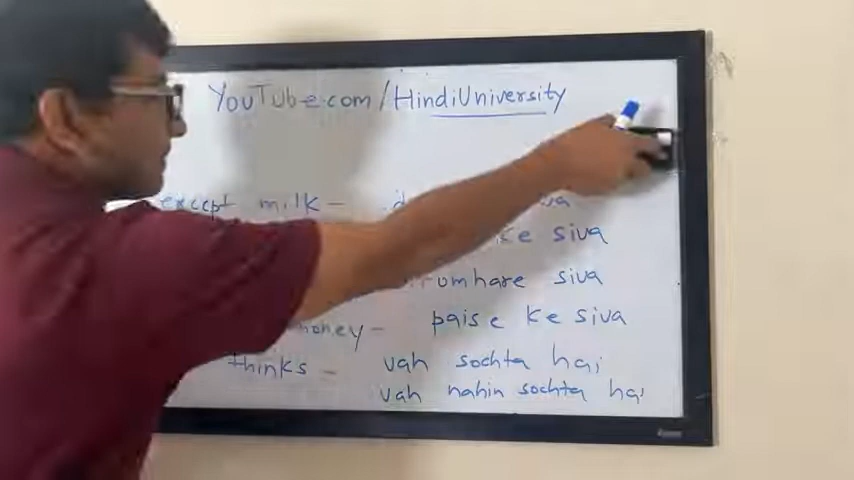 YouTube.com/HindiUniversity
except milk -
siva
tumhare siva
money - paise ke siva
thinks - vah sochta hai
vah nahin sochta hai